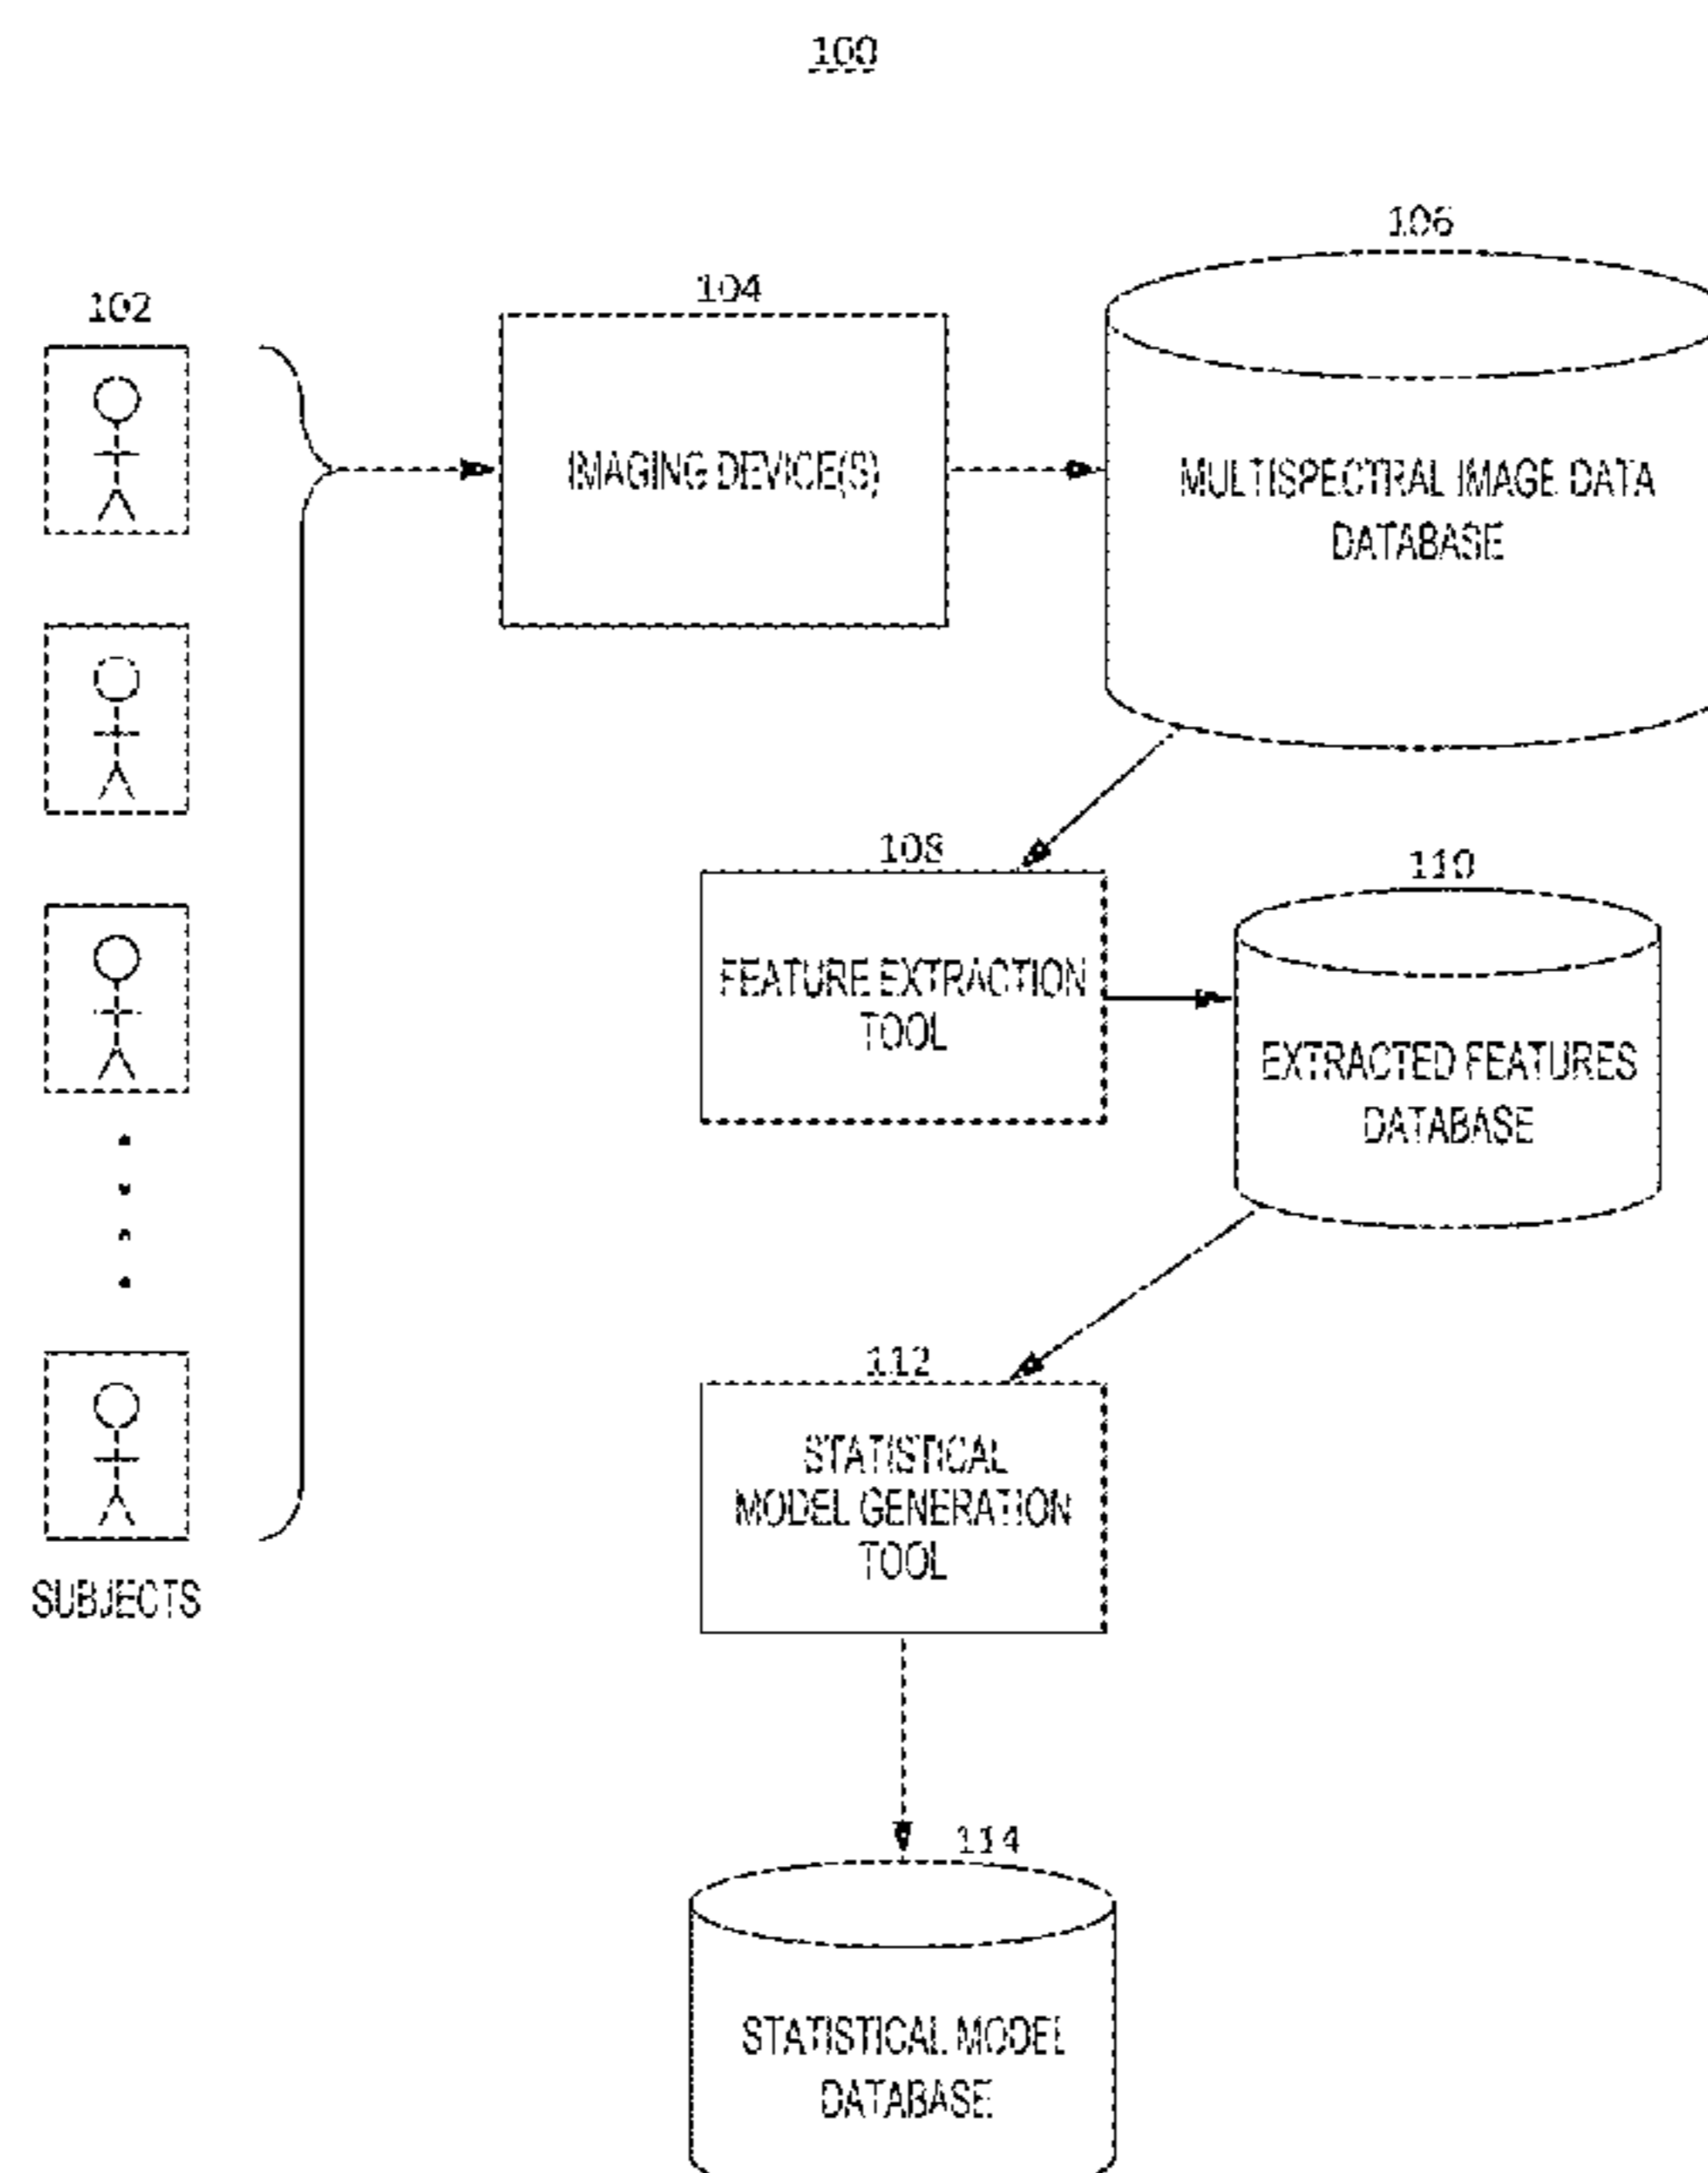 100
106
104
102
IMAGING DEVICE(S)
MULTISPECTRAL IMAGE DATA
DATABASE
108
110
FEATURE EXTRACTION
TOOL
EXTRACTED FEATURES
DATABASE
112
STATISTICAL
MODEL GENERATION
TOOL
SUBJECTS
114
STATISTICAL MODEL
DATABASE